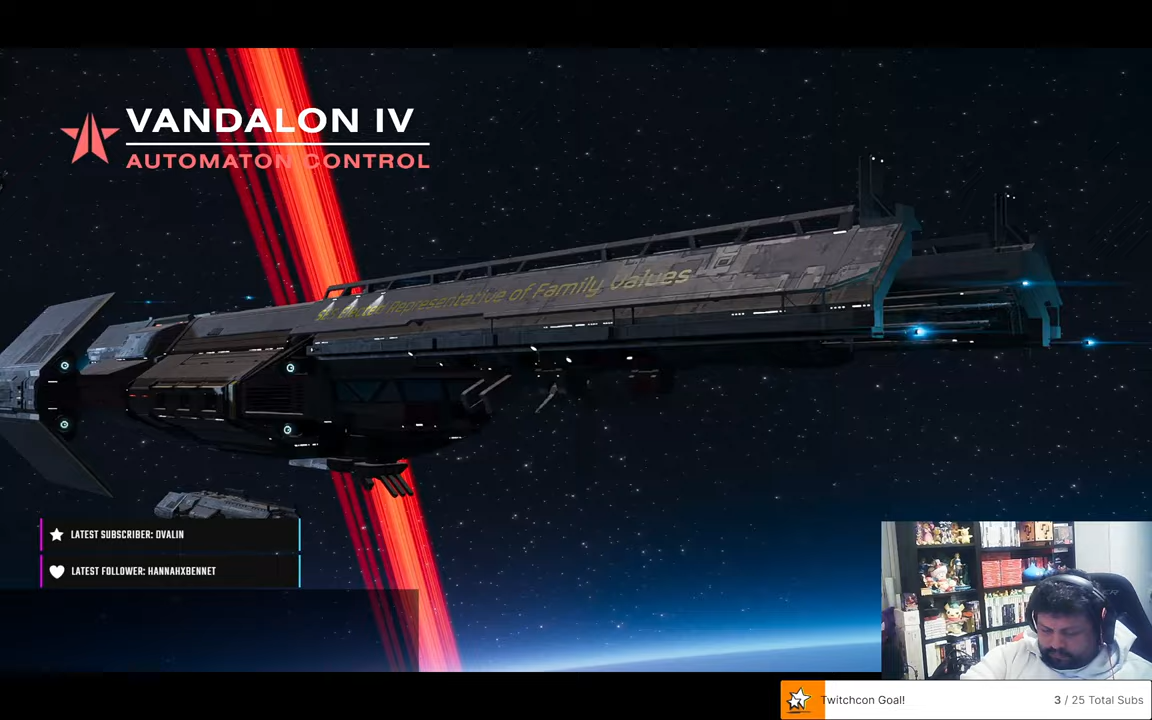 VANDALON IV
AUTOMATON CONTROL
Representative of Family Values
LATEST SUBSCRIBER: DVALIN
LATEST FOLLOWER: HANNAHXBENNET
Twitchcon Goal!
3 / 25 Total Subs